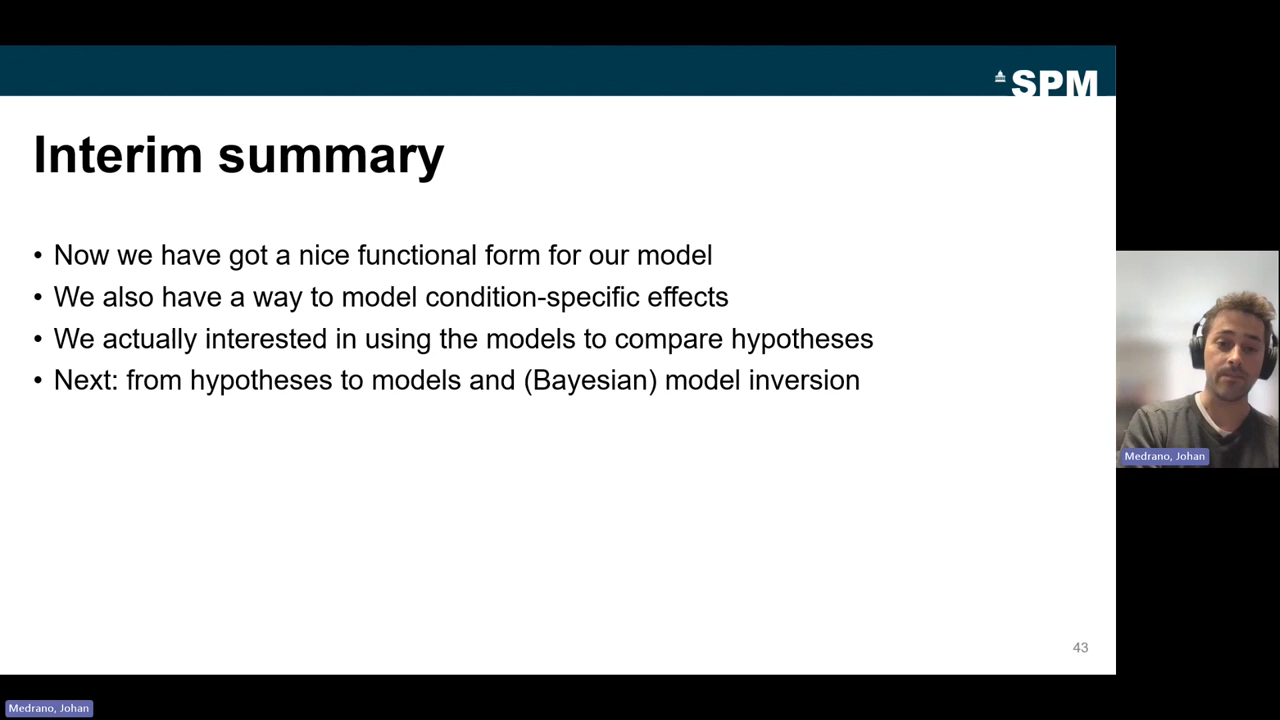 SPM
Interim summary
• Now we have got a nice functional form for our model
• We also have a way to model condition-specific effects
• We actually interested in using the models to compare hypotheses
• Next: from hypotheses to models and (Bayesian) model inversion
43
Medrano, Johan
Medrano, Johan